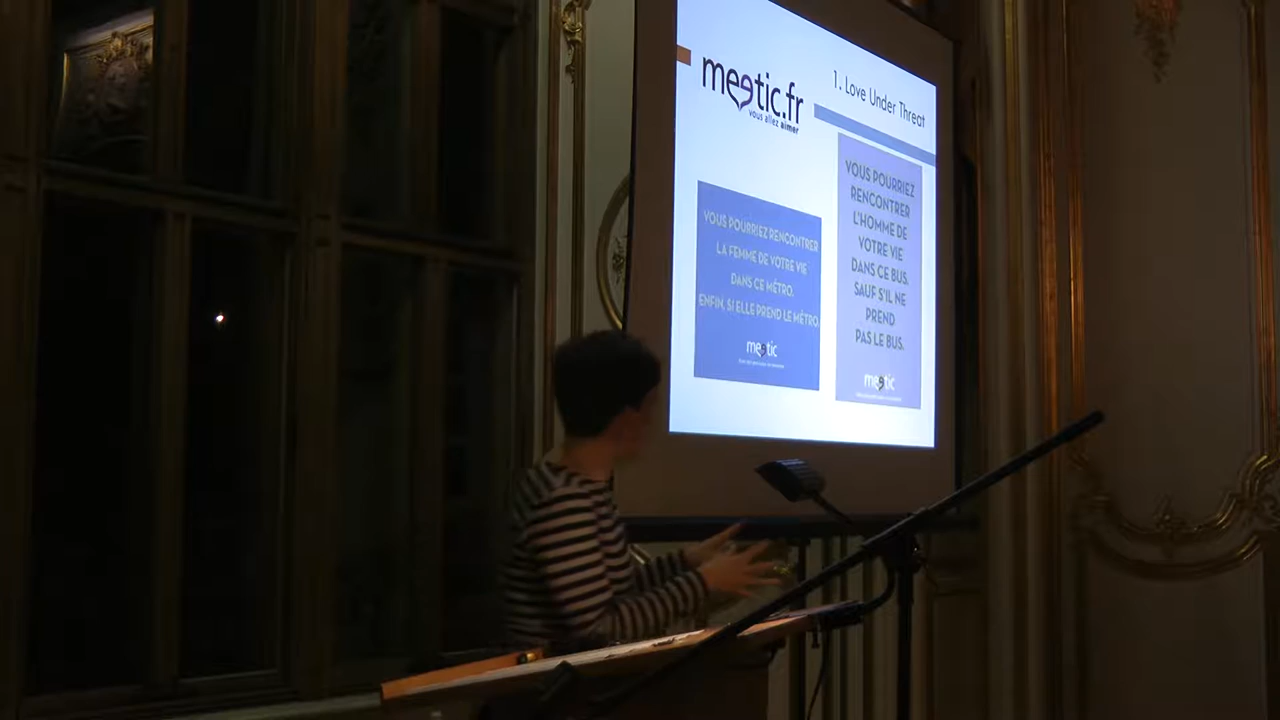 meetic.fr
vous allez aimer
1. Love Under Threat
VOUS POURRIEZ RENCONTRER
LA FEMME DE VOTRE VIE
DANS CE MÉTRO.
ENFIN, SI ELLE PREND LE MÉTRO.
meetic
VOUS POURRIEZ
RENCONTRER
L'HOMME DE
VOTRE VIE
DANS CE BUS.
SAUF S'IL NE
PREND
PAS LE BUS.
meetic